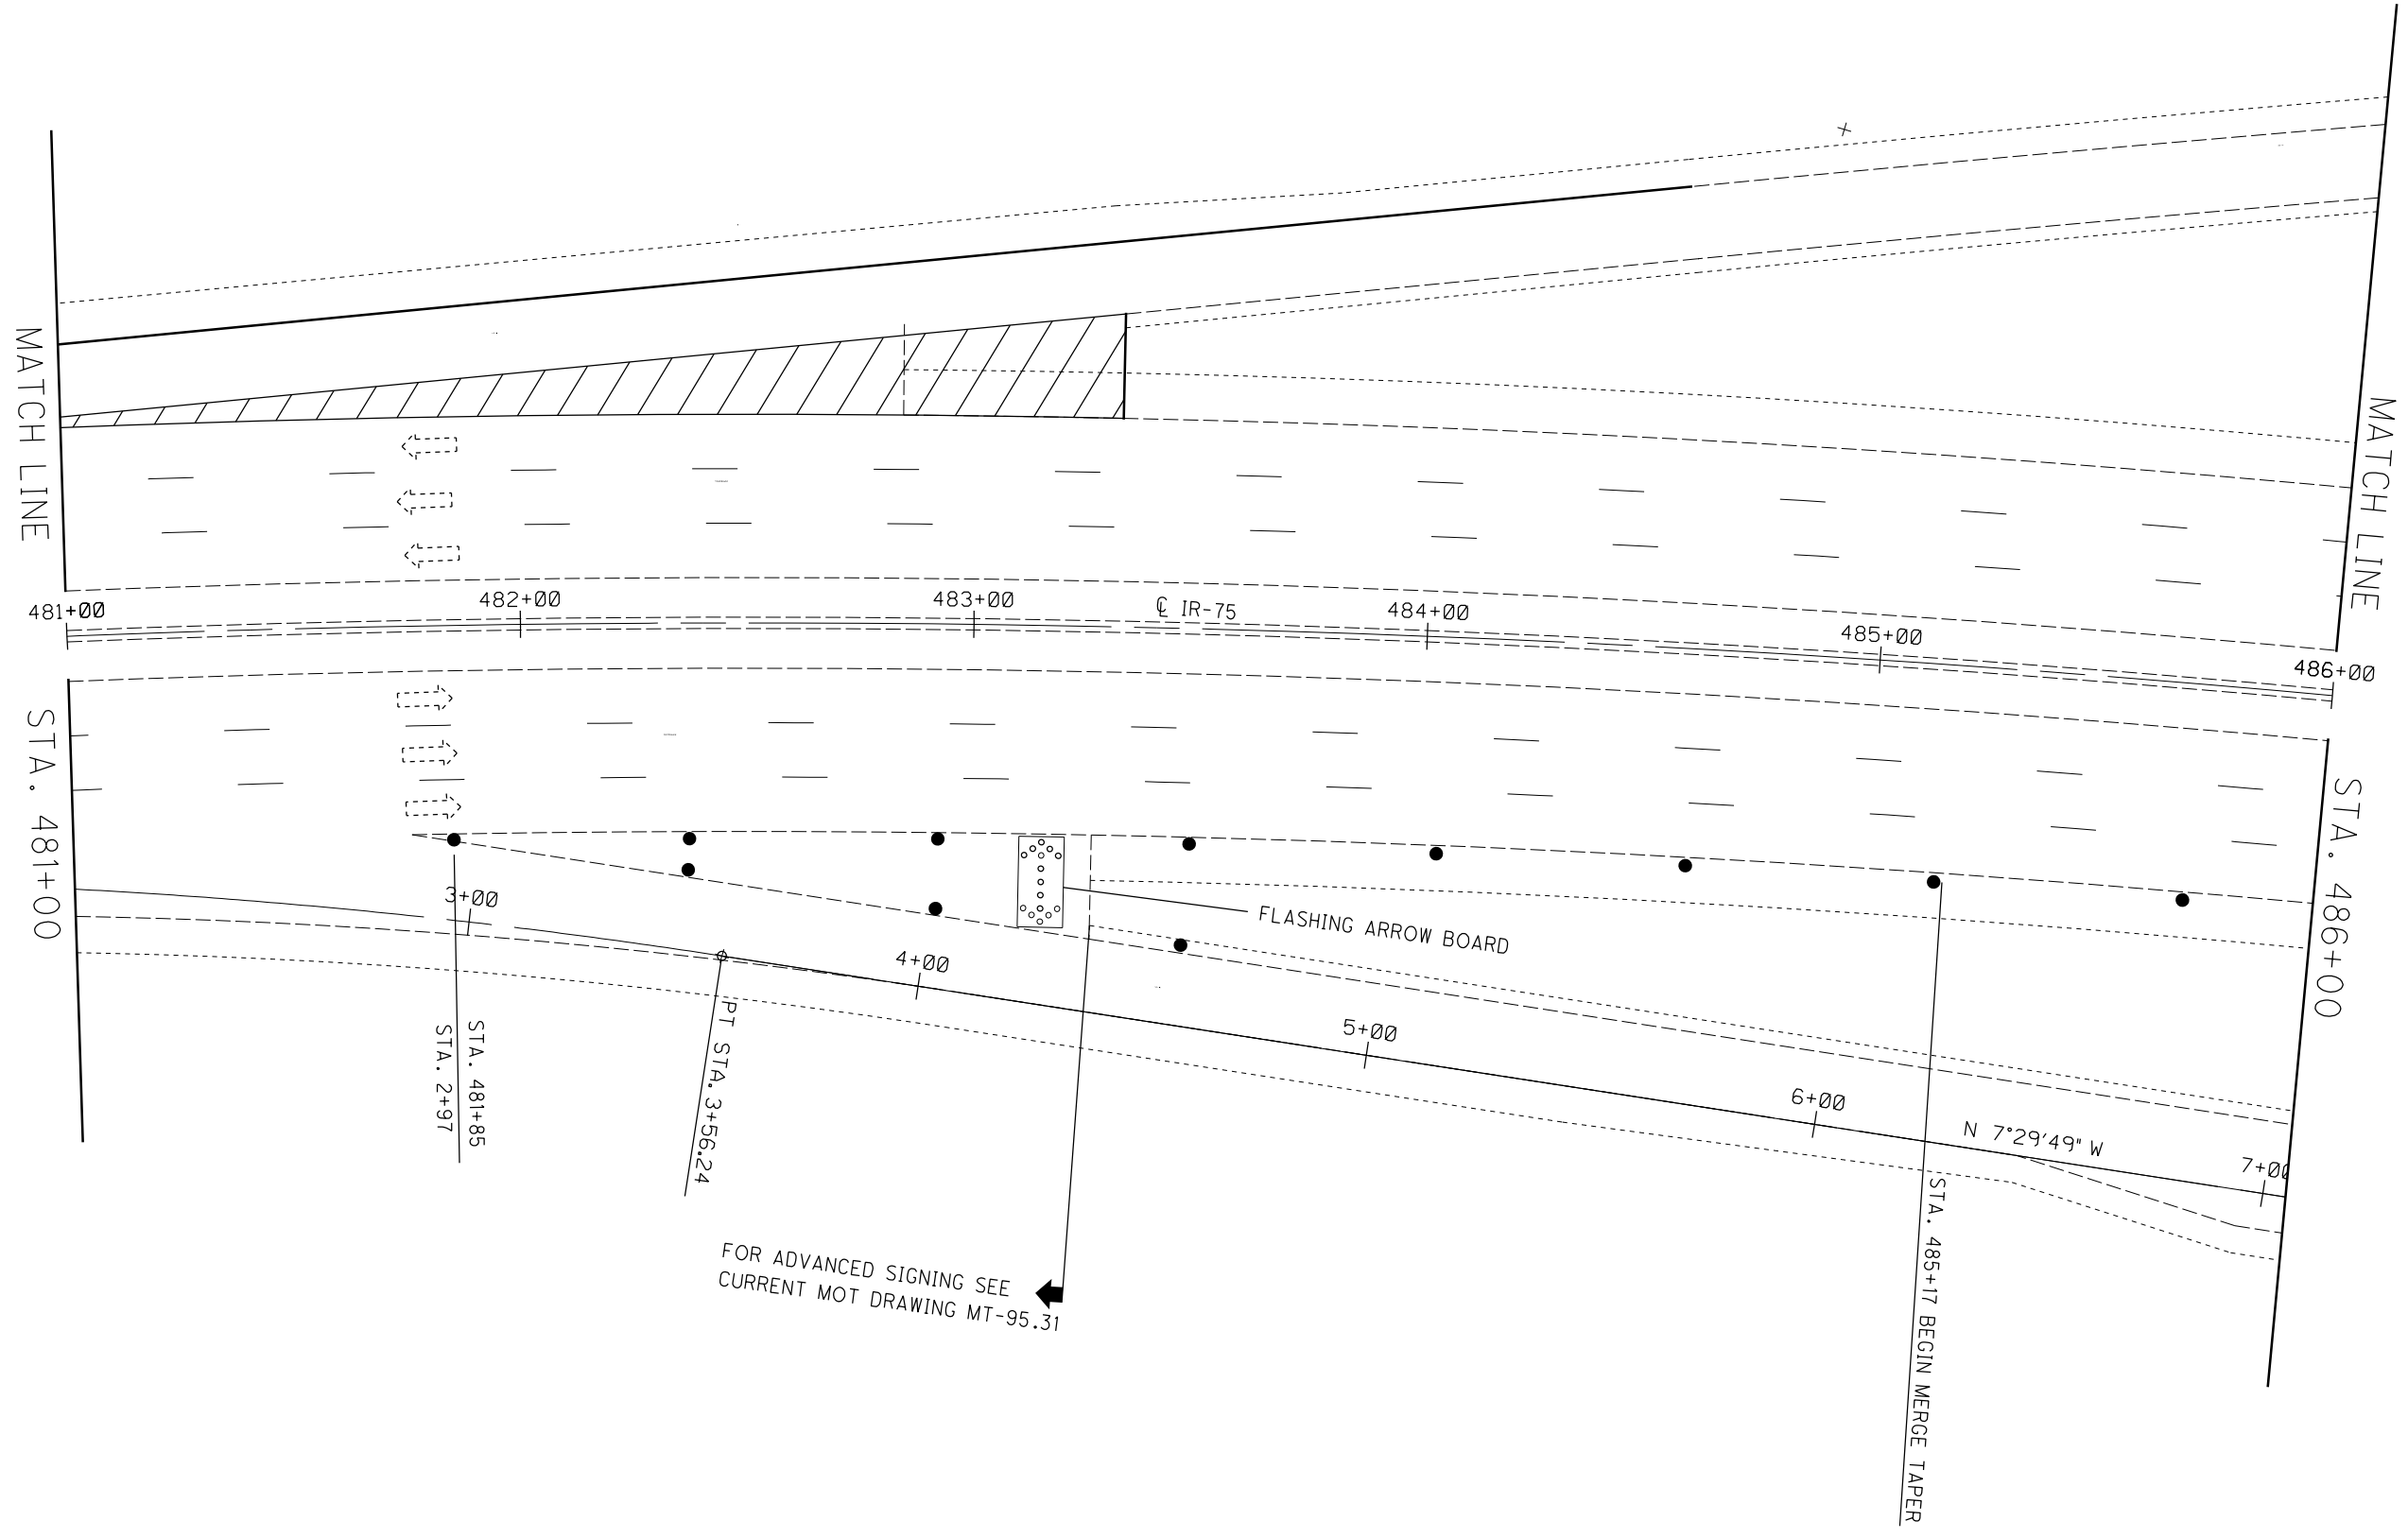 MATCH LINE
STA. 481+00
481+00
482+00
483+00
℄ IR-75
484+00
485+00
486+00
MATCH LINE
STA. 486+00
3+00
4+00
5+00
6+00
7+00
FLASHING ARROW BOARD
N 7°29'49" W
STA. 481+85
STA. 2+97
PT STA. 3+56.24
FOR ADVANCED SIGNING SEE
CURRENT MOT DRAWING MT-95.31
STA. 485+17 BEGIN MERGE TAPER